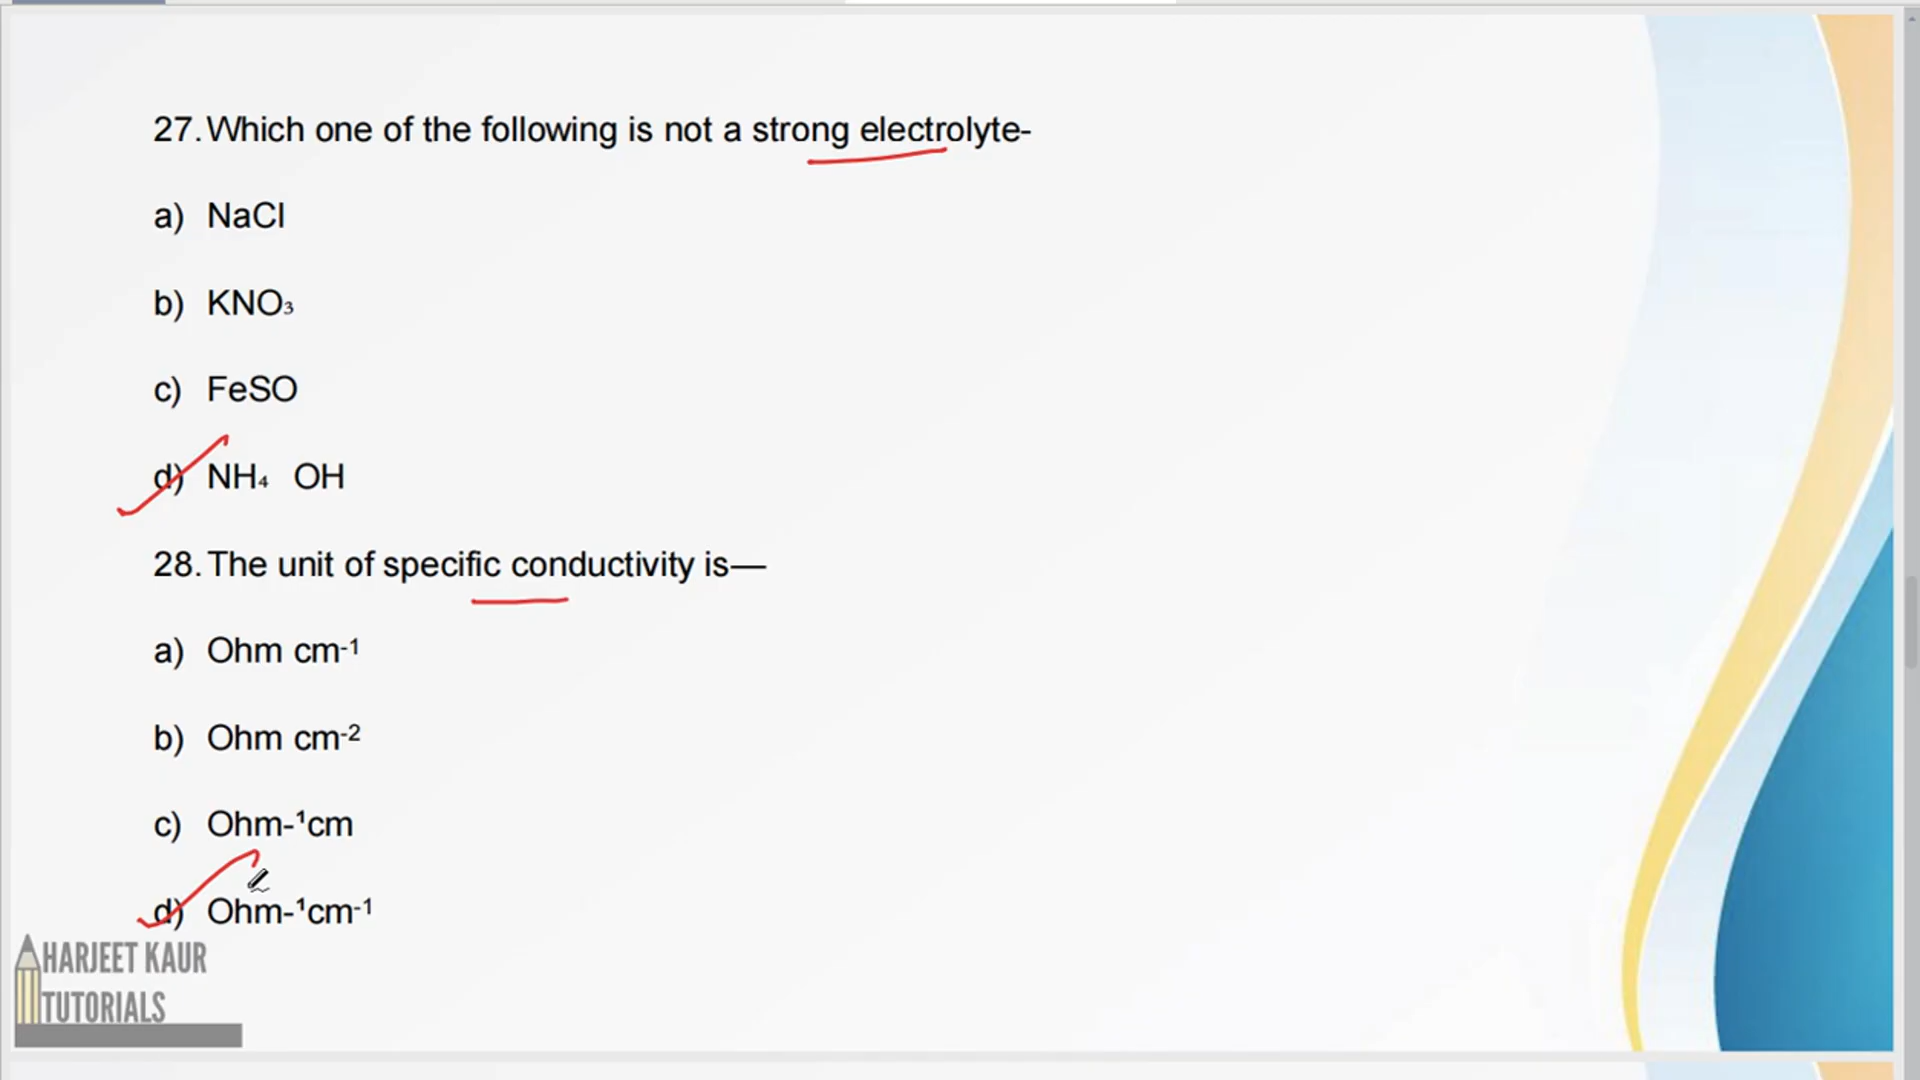 27. Which one of the following is not a strong electrolyte-
a) NaCl
b) KNO₃
c) FeSO
d) NH₄ OH
28. The unit of specific conductivity is—
a) Ohm cm⁻¹
b) Ohm cm⁻²
c) Ohm-¹cm
d) Ohm-¹cm⁻¹
HARJEET KAUR
TUTORIALS